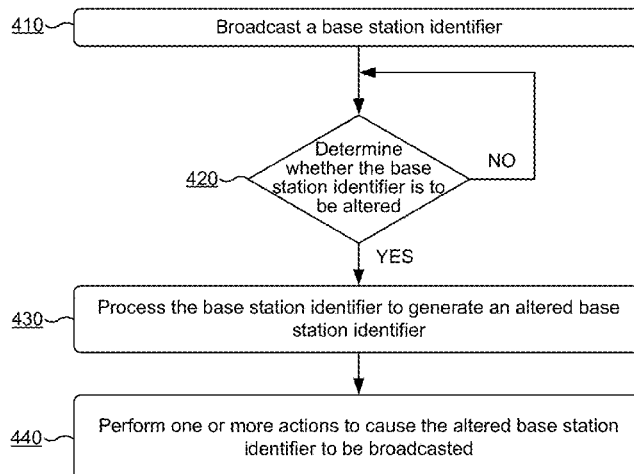 410
Broadcast a base station identifier
Determine
whether the base
station identifier is to
be altered
NO
420
YES
430
Process the base station identifier to generate an altered base
station identifier
440
Perform one or more actions to cause the altered base station
identifier to be broadcasted